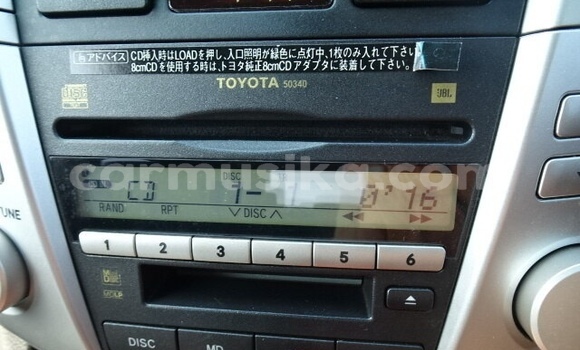 アドバイス CD挿入時はLOADを押し、入口照明が緑色に点灯中、1枚のみ入れて下さい
8cmCDを使用する時は、トヨタ純正8cmCDアダプタに装着して下さい。
TOYOTA 50340
JBL
carmusika.com
CD DISC 1- 0'16
RAND RPT ∨DISC∧ ◀◀ ▶▶
TUNE
1 2 3 4 5 6
MDLP
DISC MD